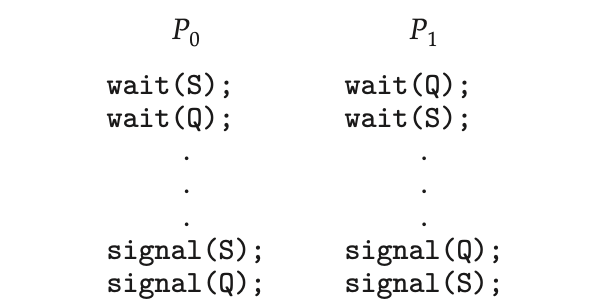 P0 P1
wait(S); wait(Q);
wait(Q); wait(S);
. .
. .
. .
signal(S); signal(Q);
signal(Q); signal(S);